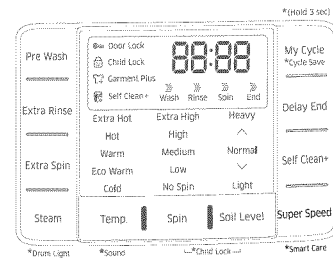 *(Hold 3 sec)
Pre Wash
Door Lock
Child Lock
Garment Plus
Self Clean+
88:88
Wash Rinse Spin End
My Cycle
*Cycle Save
Extra Rinse
Extra Hot Extra High Heavy
Hot High
Warm Medium Normal
Eco Warm Low
Cold No Spin Light
Delay End
Extra Spin
Self Clean+
Steam
Temp. Spin Soil Level
Super Speed
*Drum Light *Sound *Child Lock *Smart Care